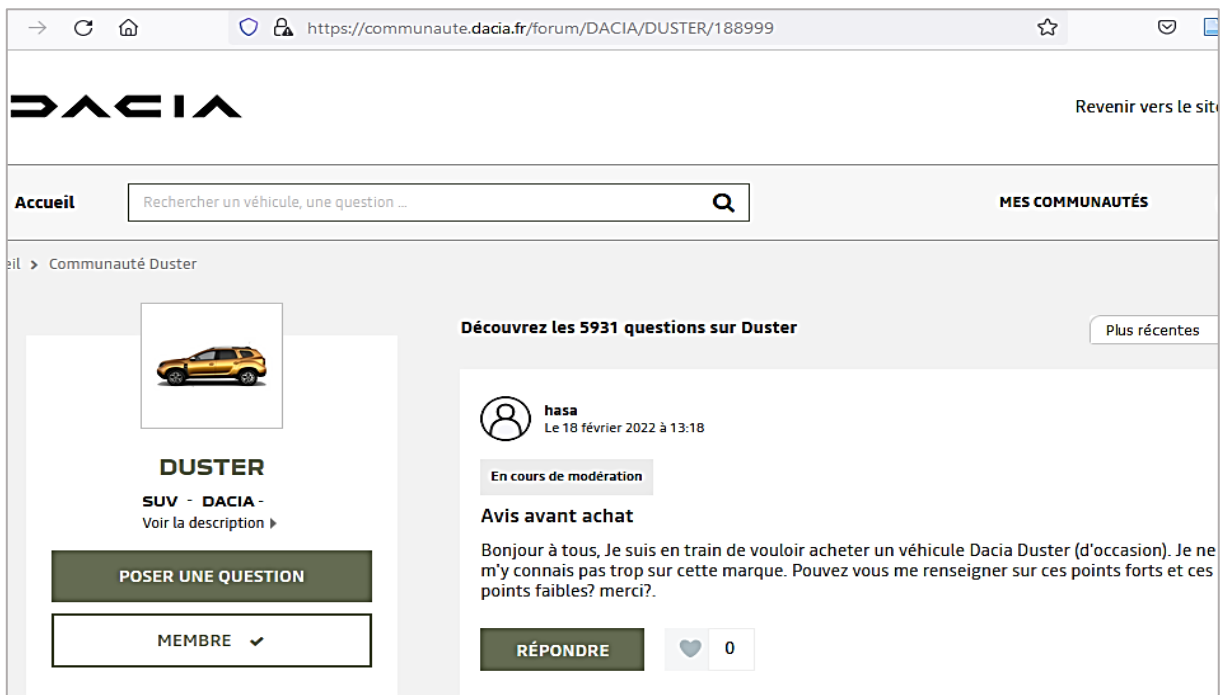 https://communaute.dacia.fr/forum/DACIA/DUSTER/188999
DACIA
Revenir vers le site
Accueil
Rechercher un véhicule, une question ...
MES COMMUNAUTÉS
eil > Communauté Duster
Découvrez les 5931 questions sur Duster
Plus récentes
hasa
Le 18 février 2022 à 13:18
En cours de modération
DUSTER
SUV - DACIA -
Voir la description
POSER UNE QUESTION
MEMBRE
Avis avant achat
Bonjour à tous, Je suis en train de vouloir acheter un véhicule Dacia Duster (d'occasion). Je ne
m'y connais pas trop sur cette marque. Pouvez vous me renseigner sur ces points forts et ces
points faibles? merci?.
RÉPONDRE
0